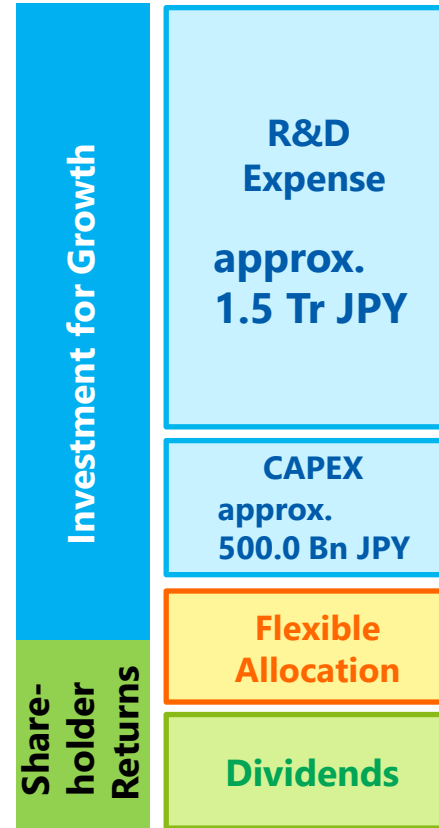 Investment for Growth
R&D
Expense
approx.
1.5 Tr JPY
CAPEX
approx.
500.0 Bn JPY
Flexible
Allocation
Share-
holder
Returns
Dividends